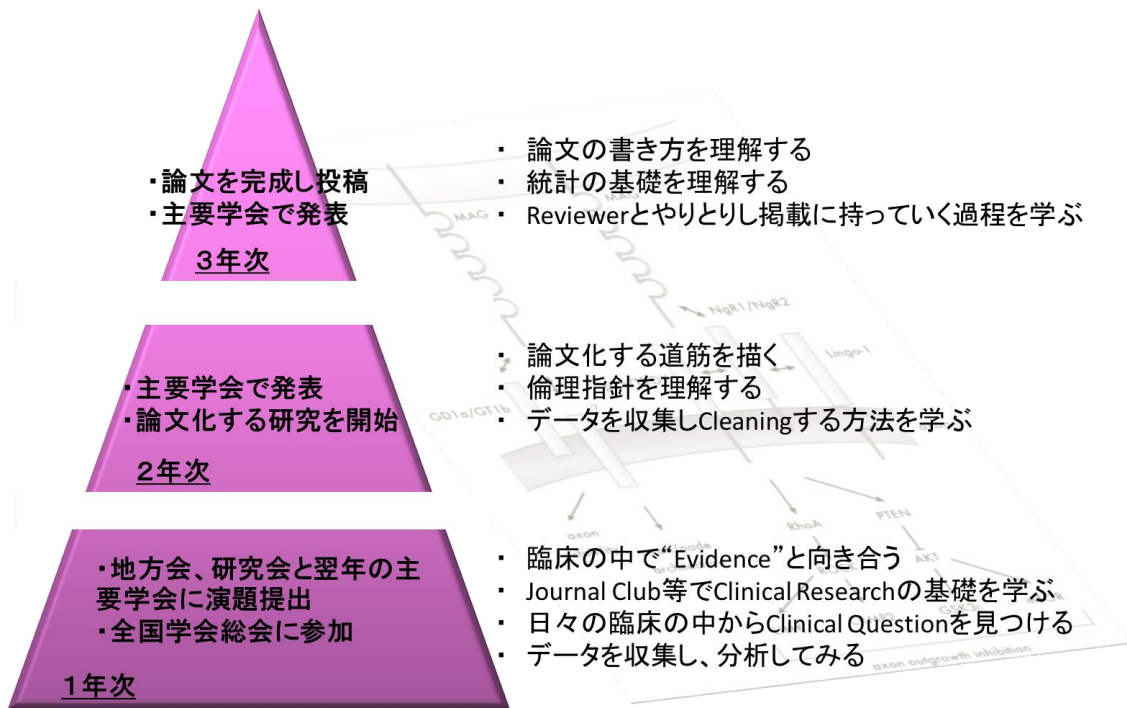 ・論文を完成し投稿
・主要学会で発表
３年次
・ 論文の書き方を理解する
・ 統計の基礎を理解する
・ Reviewerとやりとりし掲載に持っていく過程を学ぶ
・主要学会で発表
・論文化する研究を開始
２年次
・ 論文化する道筋を描く
・ 倫理指針を理解する
・ データを収集しCleaningする方法を学ぶ
・地方会、研究会と翌年の主
要学会に演題提出
・全国学会総会に参加
１年次
・ 臨床の中で“Evidence”と向き合う
・ Journal Club等でClinical Researchの基礎を学ぶ
・ 日々の臨床の中からClinical Questionを見つける
・ データを収集し、分析してみる
MAG
MAG
NgR1/NgR2
Lingo-1
GD1a/GT1b
axon
RhoA
PTEN
AKT
axon outgrowth inhibition